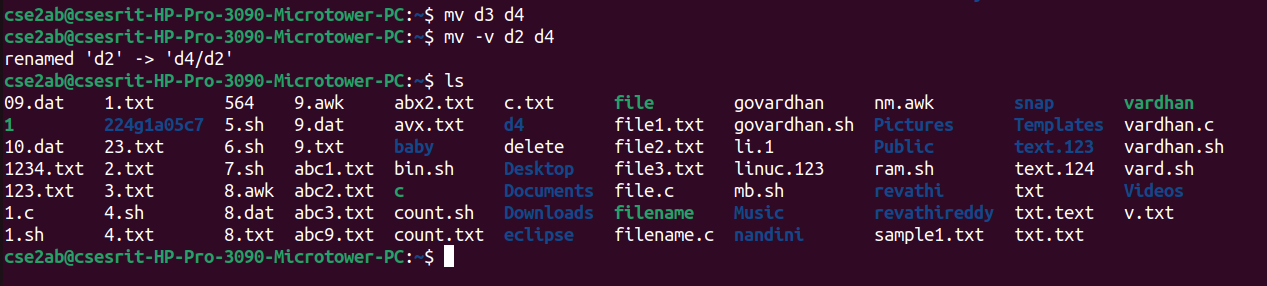 cse2ab@csesrit-HP-Pro-3090-Microtower-PC:~$ mv d3 d4
cse2ab@csesrit-HP-Pro-3090-Microtower-PC:~$ mv -v d2 d4
renamed 'd2' -> 'd4/d2'
cse2ab@csesrit-HP-Pro-3090-Microtower-PC:~$ ls
09.dat 1.txt 564 9.awk abx2.txt c.txt file govardhan nm.awk snap vardhan
1 224g1a05c7 5.sh 9.dat avx.txt d4 file1.txt govardhan.sh Pictures Templates vardhan.c
10.dat 23.txt 6.sh 9.txt baby delete file2.txt li.1 Public text.123 vardhan.sh
1234.txt 2.txt 7.sh abc1.txt bin.sh Desktop file3.txt linuc.123 ram.sh text.124 vard.sh
123.txt 3.txt 8.awk abc2.txt c Documents file.c mb.sh revathi txt Videos
1.c 4.sh 8.dat abc3.txt count.sh Downloads filename Music revathireddy txt.text v.txt
1.sh 4.txt 8.txt abc9.txt count.txt eclipse filename.c nandini sample1.txt txt.txt
cse2ab@csesrit-HP-Pro-3090-Microtower-PC:~$